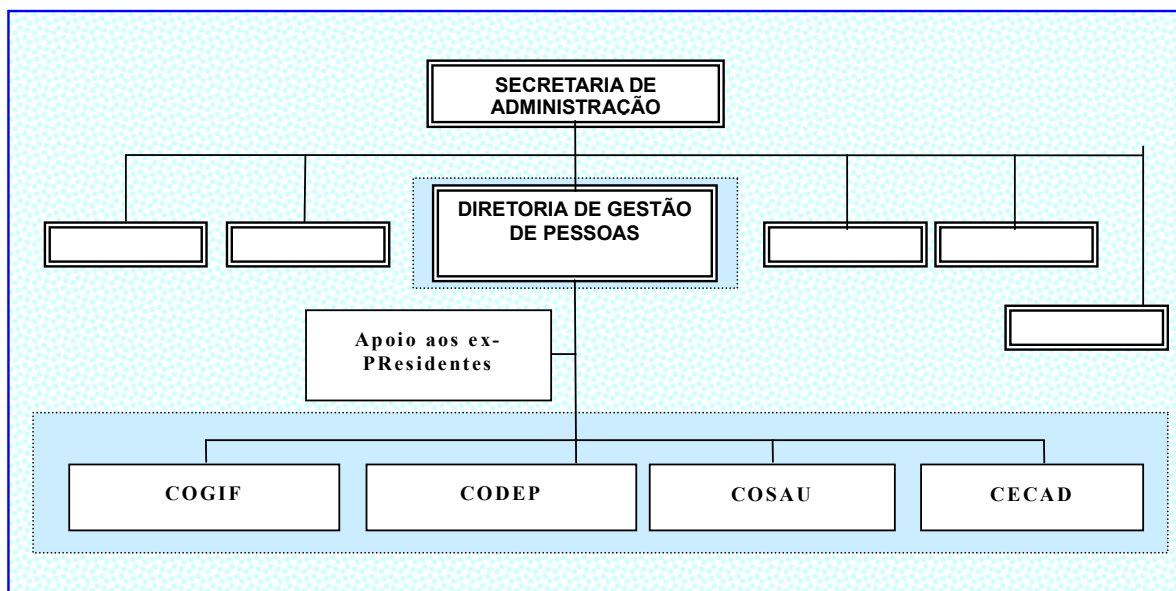 SECRETARIA DE
ADMINISTRAÇÃO
DIRETORIA DE GESTÃO
DE PESSOAS
Apoio aos ex-
PResidentes
COGIF
CODEP
COSAU
CECAD